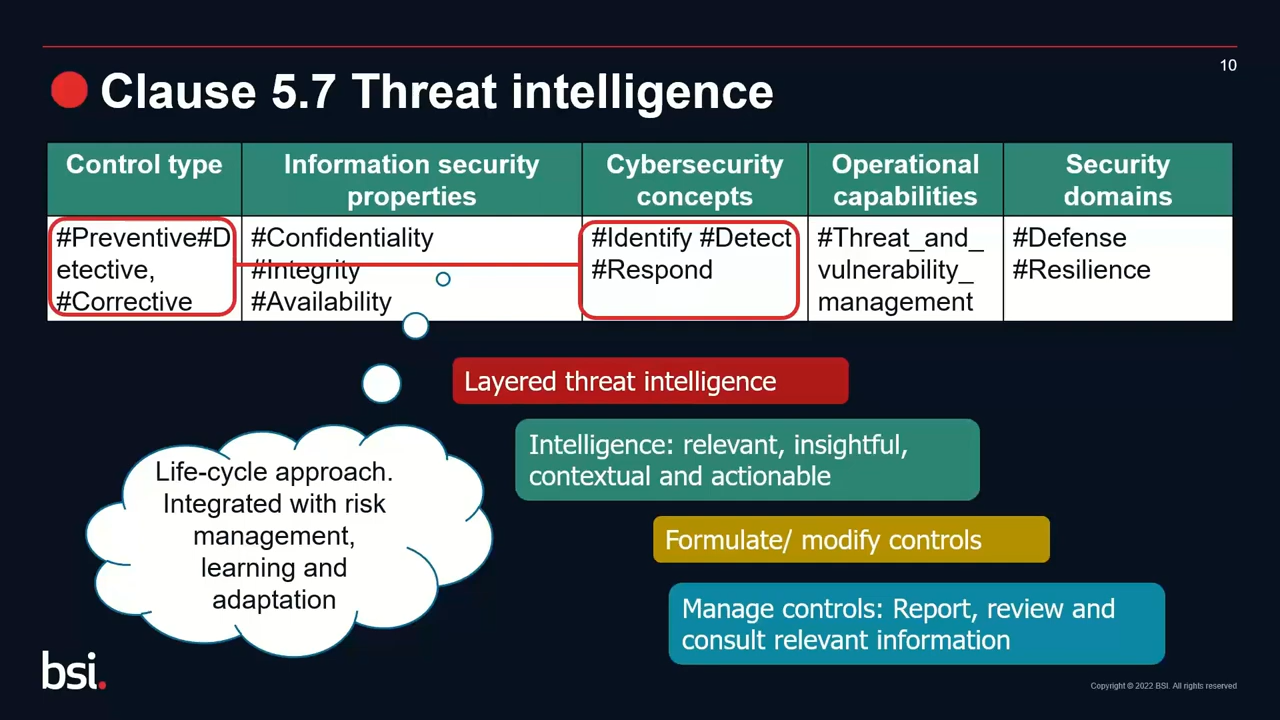 10
Clause 5.7 Threat intelligence
Control type
Information security
properties
Cybersecurity
concepts
Operational
capabilities
Security
domains
#Preventive#D
etective,
#Corrective
#Confidentiality
#Integrity
#Availability
#Identify #Detect
#Respond
#Threat_and_
vulnerability_
management
#Defense
#Resilience
Layered threat intelligence
Intelligence: relevant, insightful,
contextual and actionable
Formulate/ modify controls
Manage controls: Report, review and
consult relevant information
Life-cycle approach.
Integrated with risk
management,
learning and
adaptation
bsi.
Copyright © 2022 BSI. All rights reserved